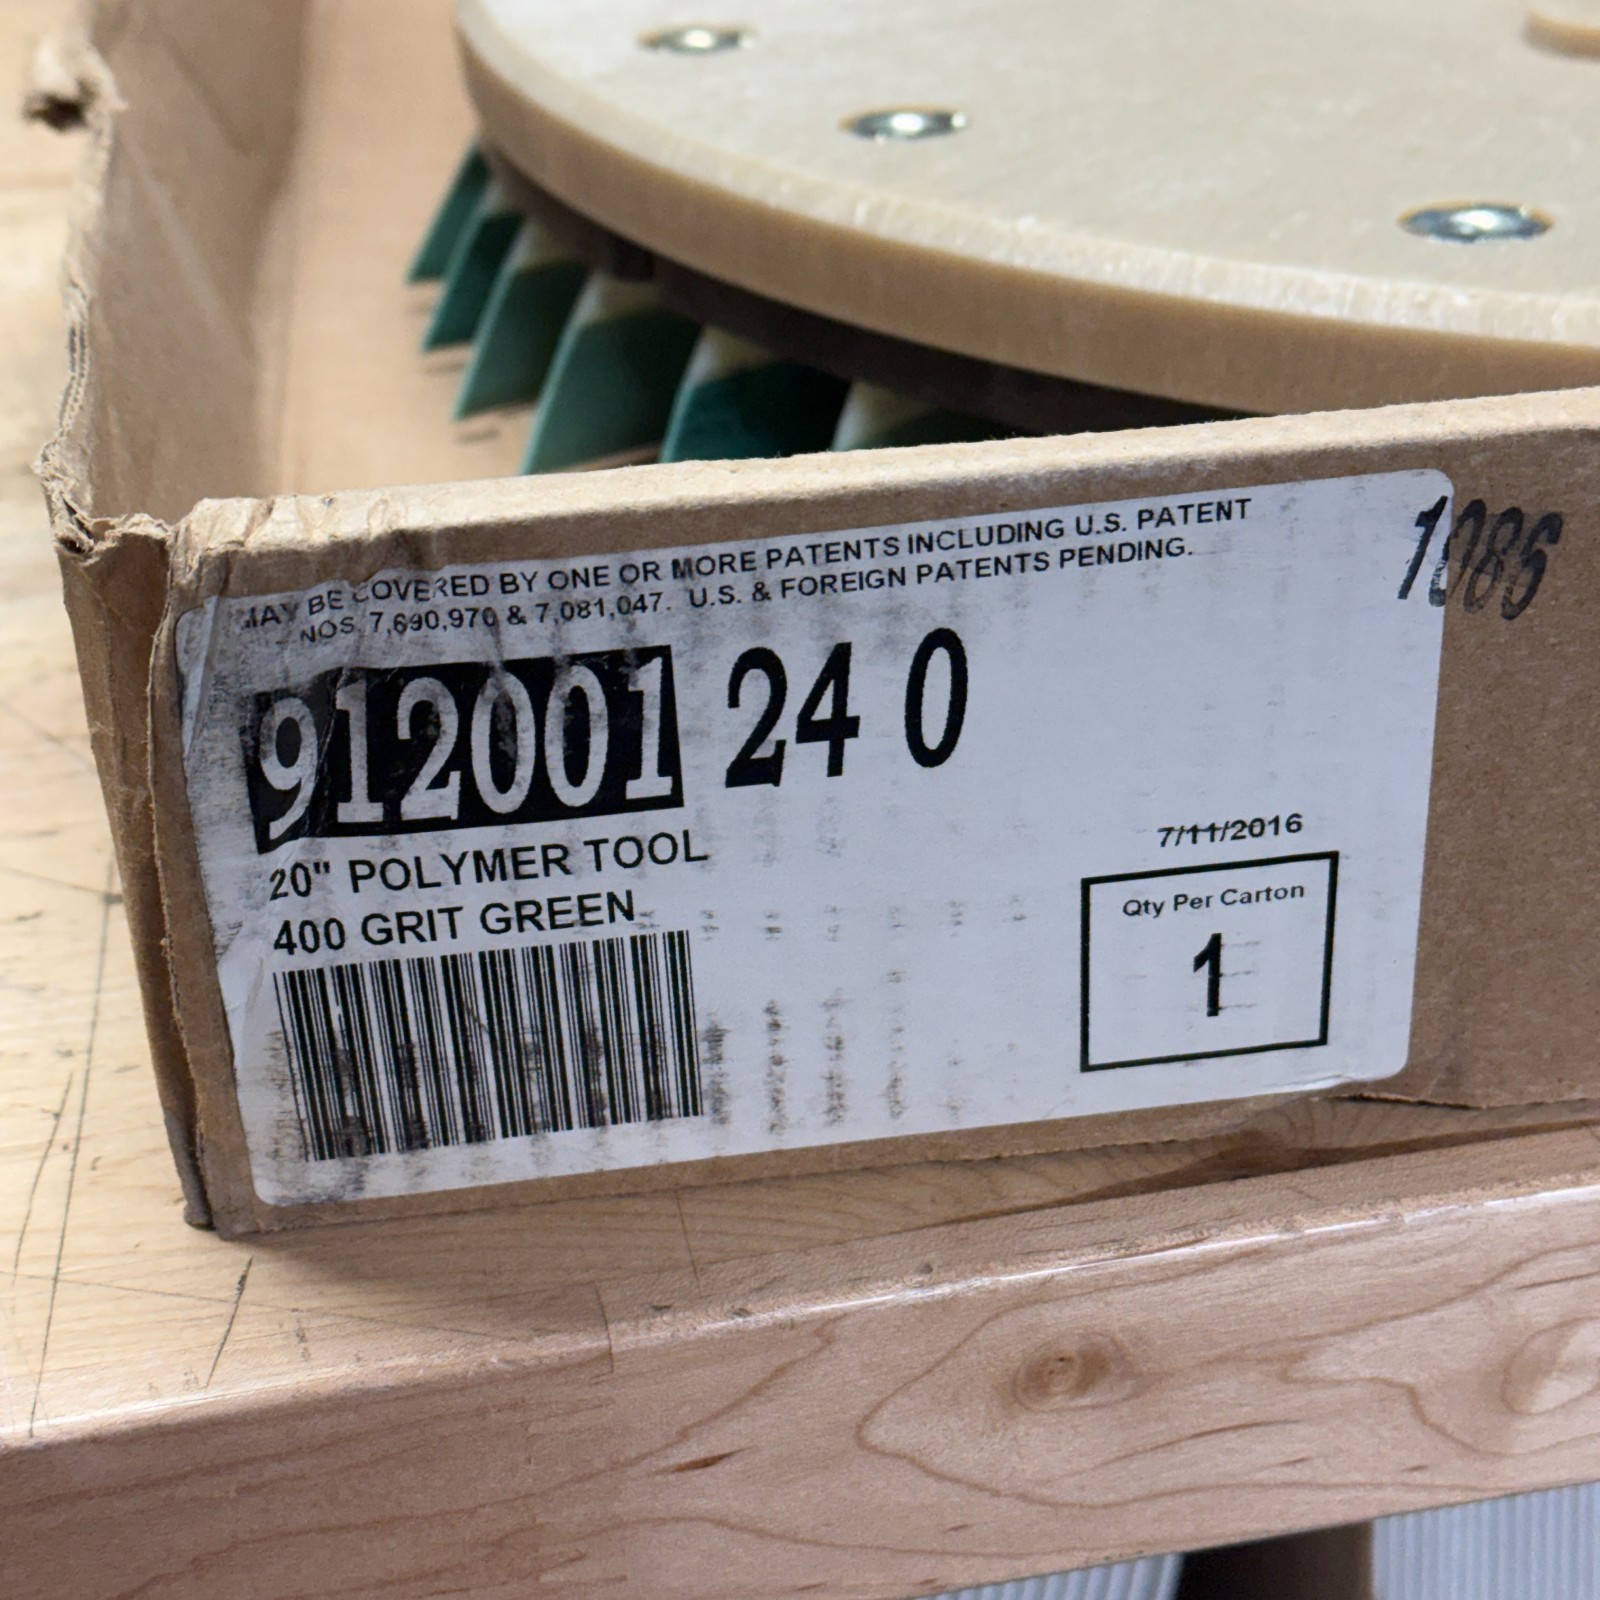 MAY BE COVERED BY ONE OR MORE PATENTS INCLUDING U.S. PATENT
NOS. 7,690,970 & 7,081,047. U.S. & FOREIGN PATENTS PENDING.
1086
912001 24 0
20" POLYMER TOOL
400 GRIT GREEN
7/11/2016
Qty Per Carton
1